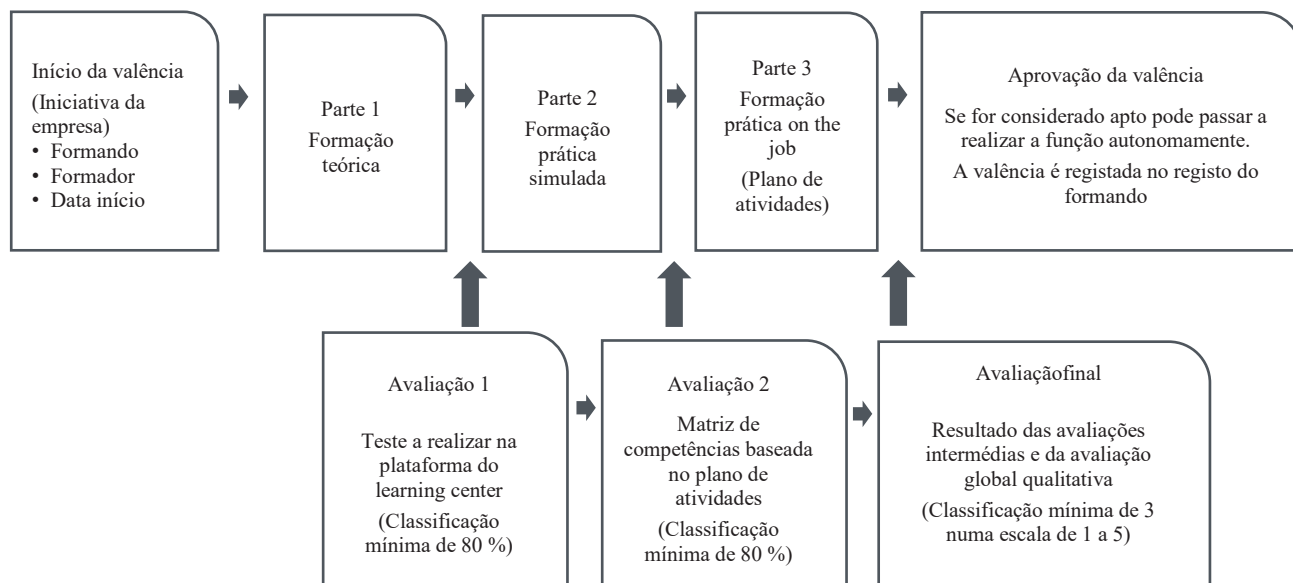 Início da valência
(Iniciativa da
empresa)
• Formando
• Formador
• Data início
Parte 1
Formação
teórica
Parte 2
Formação
prática
simulada
Parte 3
Formação
prática on the
job
(Plano de
atividades)
Aprovação da valência
Se for considerado apto pode passar a
realizar a função autonomamente.
A valência é registada no registo do
formando
Avaliação 1
Teste a realizar na
plataforma do
learning center
(Classificação
mínima de 80 %)
Avaliação 2
Matriz de
competências baseada
no plano de
atividades
(Classificação
mínima de 80 %)
Avaliaçãofinal
Resultado das avaliações
intermédias e da avaliação
global qualitativa
(Classificação mínima de 3
numa escala de 1 a 5)